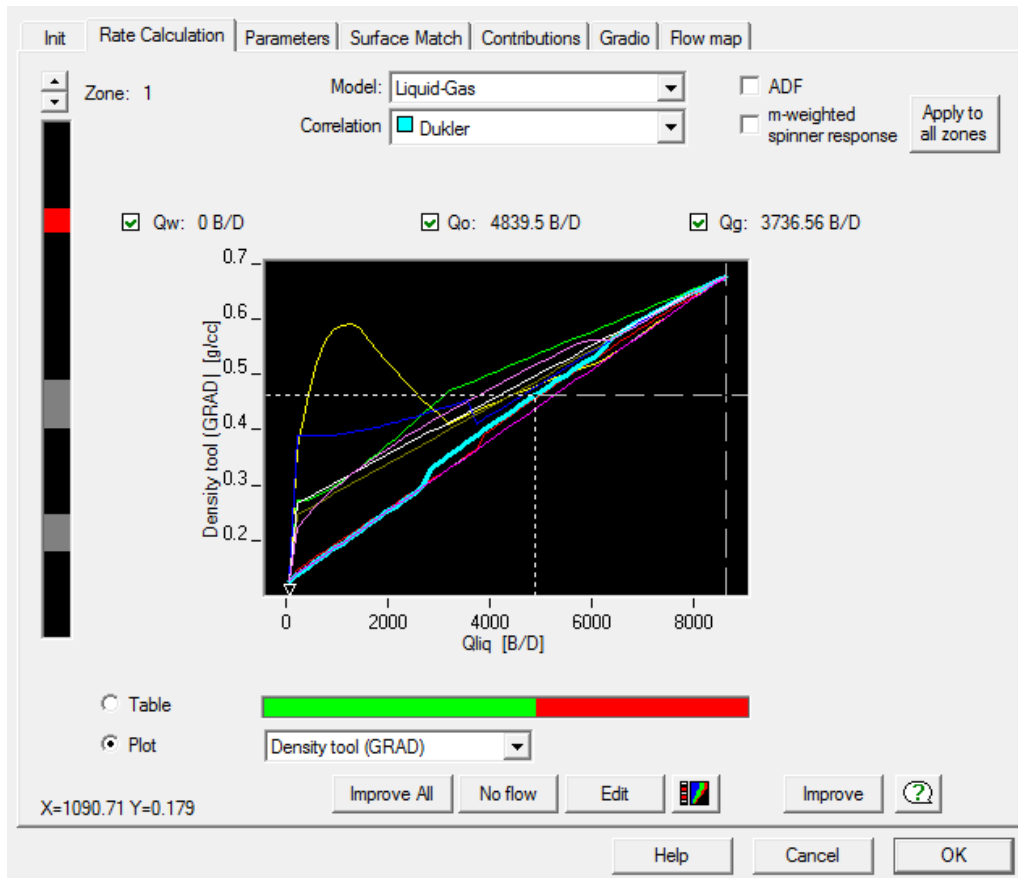 Init Rate Calculation Parameters Surface Match Contributions Gradio Flow map
Zone: 1
Model: Liquid-Gas
Correlation Dukler
ADF
m-weighted
spinner response
Apply to
all zones
Qw: 0 B/D Qo: 4839.5 B/D Qg: 3736.56 B/D
Density tool (GRAD) [g/cc]
0.7
0.6
0.5
0.4
0.3
0.2
0 2000 4000 6000 8000
Qliq [B/D]
Table
Plot
Density tool (GRAD)
X=1090.71 Y=0.179
Improve All No flow Edit Improve ?
Help Cancel OK